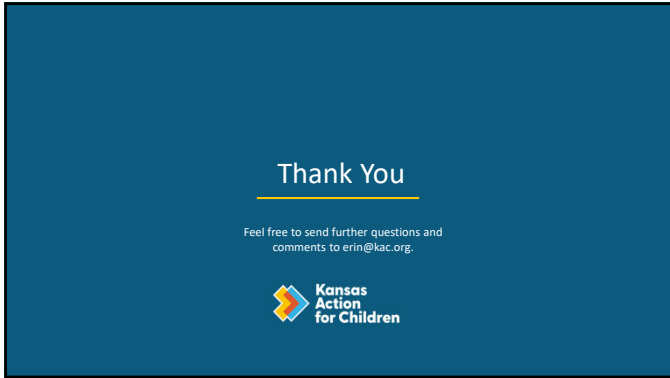 Thank You
Feel free to send further questions and
comments to erin@kac.org.
Kansas
Action
for Children